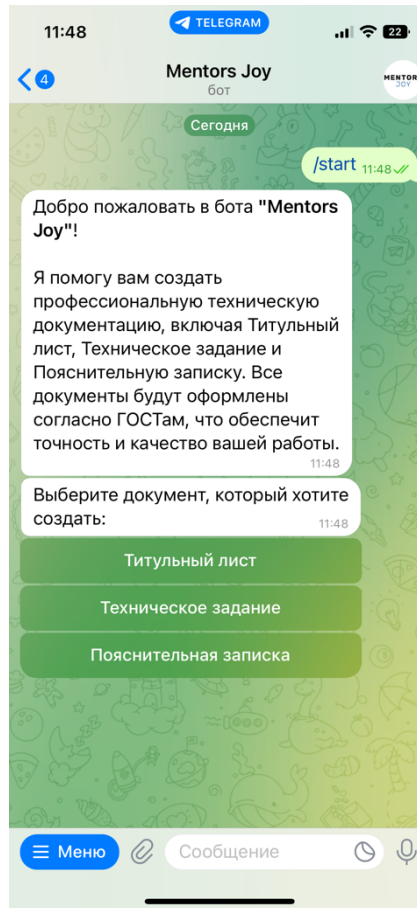 11:48
TELEGRAM
22
4
Mentors Joy
бот
MENTOR
JOY
Сегодня
/start 11:48
Добро пожаловать в бота "Mentors
Joy"!
Я помогу вам создать
профессиональную техническую
документацию, включая Титульный
лист, Техническое задание и
Пояснительную записку. Все
документы будут оформлены
согласно ГОСТам, что обеспечит
точность и качество вашей работы.
11:48
Выберите документ, который хотите
создать:
11:48
Титульный лист
Техническое задание
Пояснительная записка
Меню
Сообщение